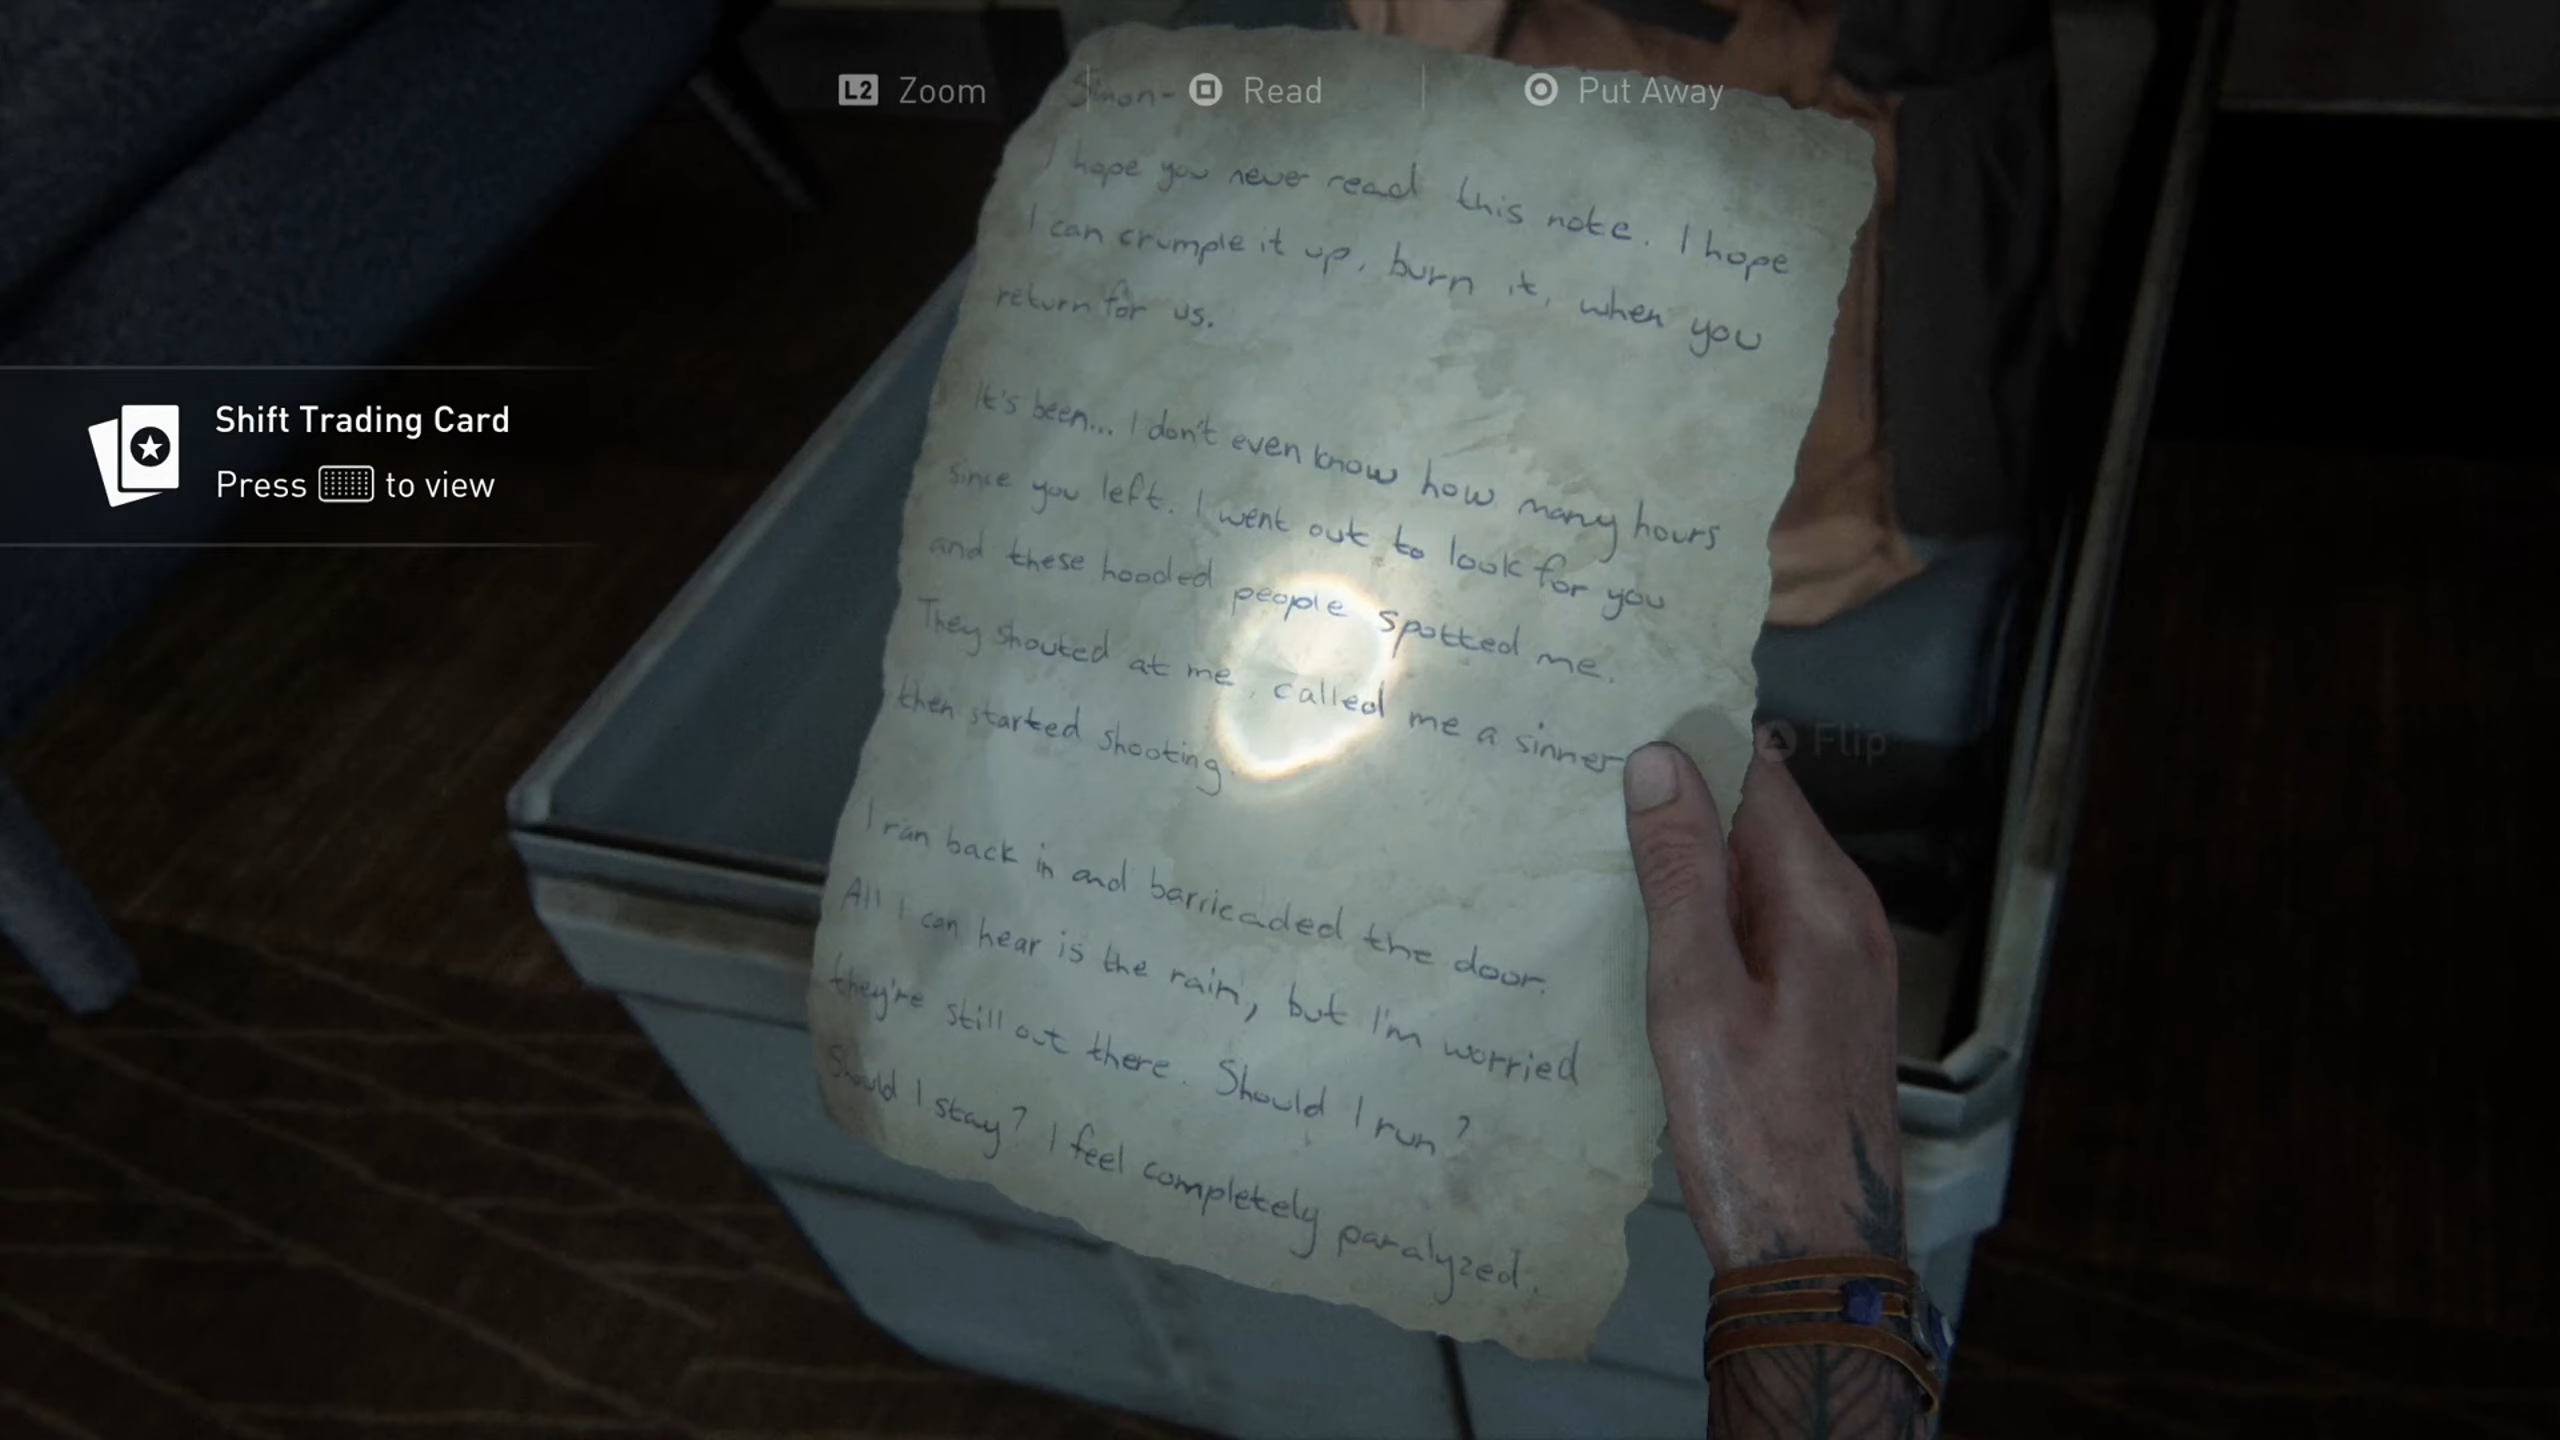 L2 Zoom
Read
Put Away
Simon-
I hope you never read this note. I hope
I can crumple it up, burn it, when you
return for us.
It's been... I don't even know how many hours
since you left. I went out to look for you
and these hooded people spotted me.
They shouted at me, called me a sinner
then started shooting.
I ran back in and barricaded the door.
All I can hear is the rain, but I'm worried
they're still out there. Should I run?
Should I stay? I feel completely paralyzed.
Shift Trading Card
Press to view
Flip